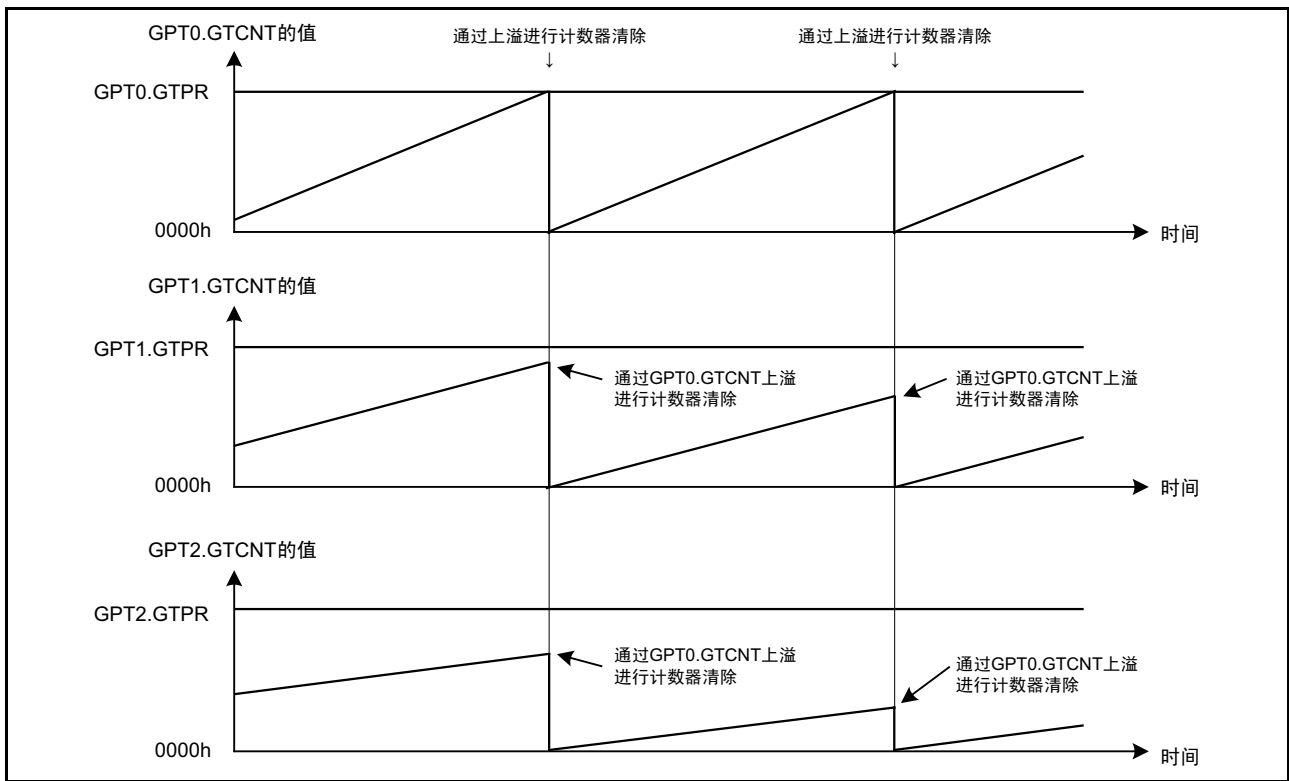 GPT0.GTCNT的值
通过上溢进行计数器清除
通过上溢进行计数器清除
↓
↓
GPT0.GTPR
0000h
时间
GPT1.GTCNT的值
GPT1.GTPR
通过GPT0.GTCNT上溢
进行计数器清除
通过GPT0.GTCNT上溢
进行计数器清除
0000h
时间
GPT2.GTCNT的值
GPT2.GTPR
通过GPT0.GTCNT上溢
进行计数器清除
通过GPT0.GTCNT上溢
进行计数器清除
0000h
时间